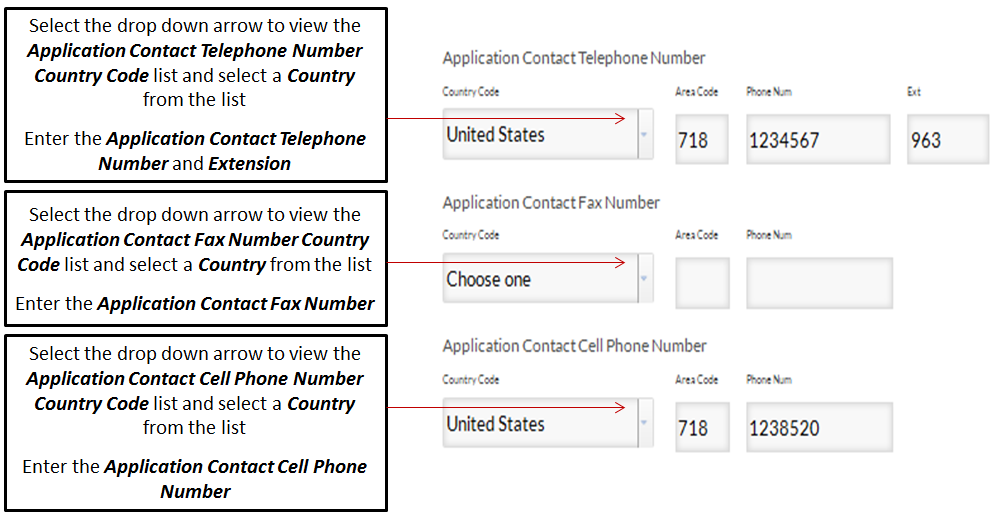 Select the drop down arrow to view the
Application Contact Telephone Number
Country Code list and select a Country
from the list
Enter the Application Contact Telephone
Number and Extension
Application Contact Telephone Number
Country Code Area Code Phone Num Ext
United States 718 1234567 963
Select the drop down arrow to view the
Application Contact Fax Number Country
Code list and select a Country from the list
Enter the Application Contact Fax Number
Application Contact Fax Number
Country Code Area Code Phone Num
Choose one
Select the drop down arrow to view the
Application Contact Cell Phone Number
Country Code list and select a Country
from the list
Enter the Application Contact Cell Phone
Number
Application Contact Cell Phone Number
Country Code Area Code Phone Num
United States 718 1238520